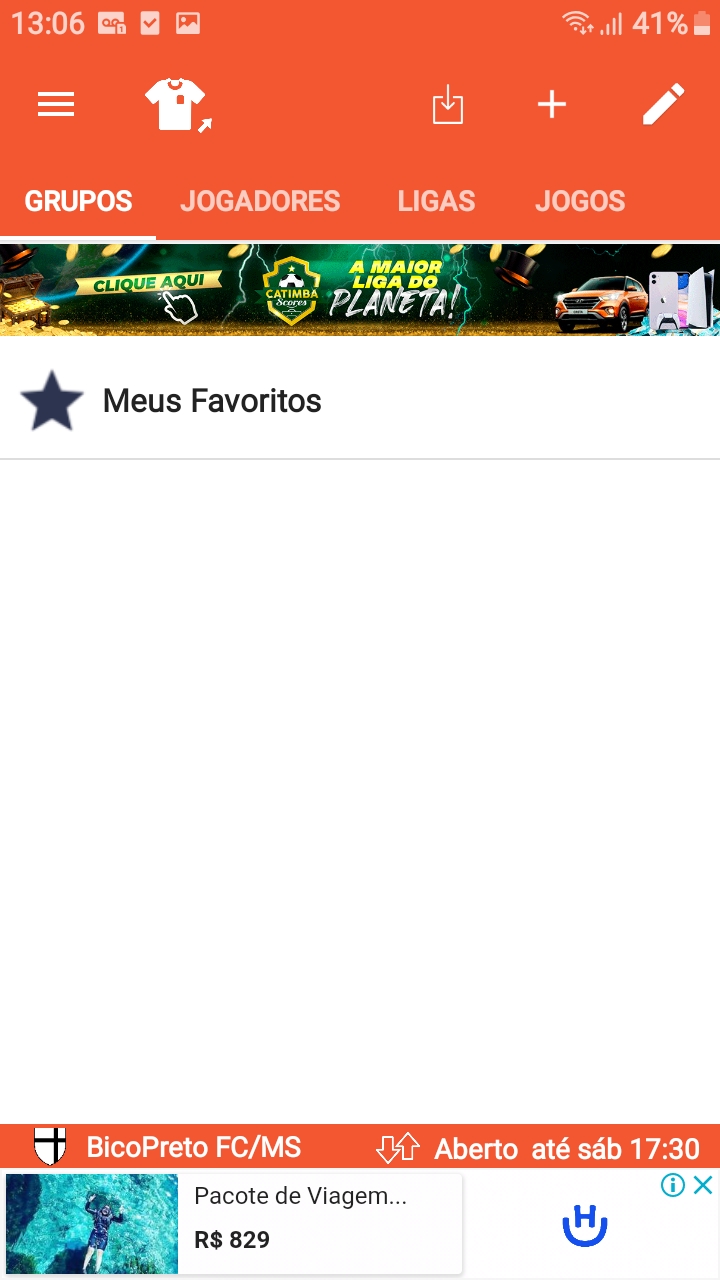 13:06 41%
GRUPOS JOGADORES LIGAS JOGOS
CLIQUE AQUI
CATIMBA
Scores
A MAIOR
LIGA DO
PLANETA!
Meus Favoritos
BicoPreto FC/MS Aberto até sáb 17:30
Pacote de Viagem...
R$ 829
H